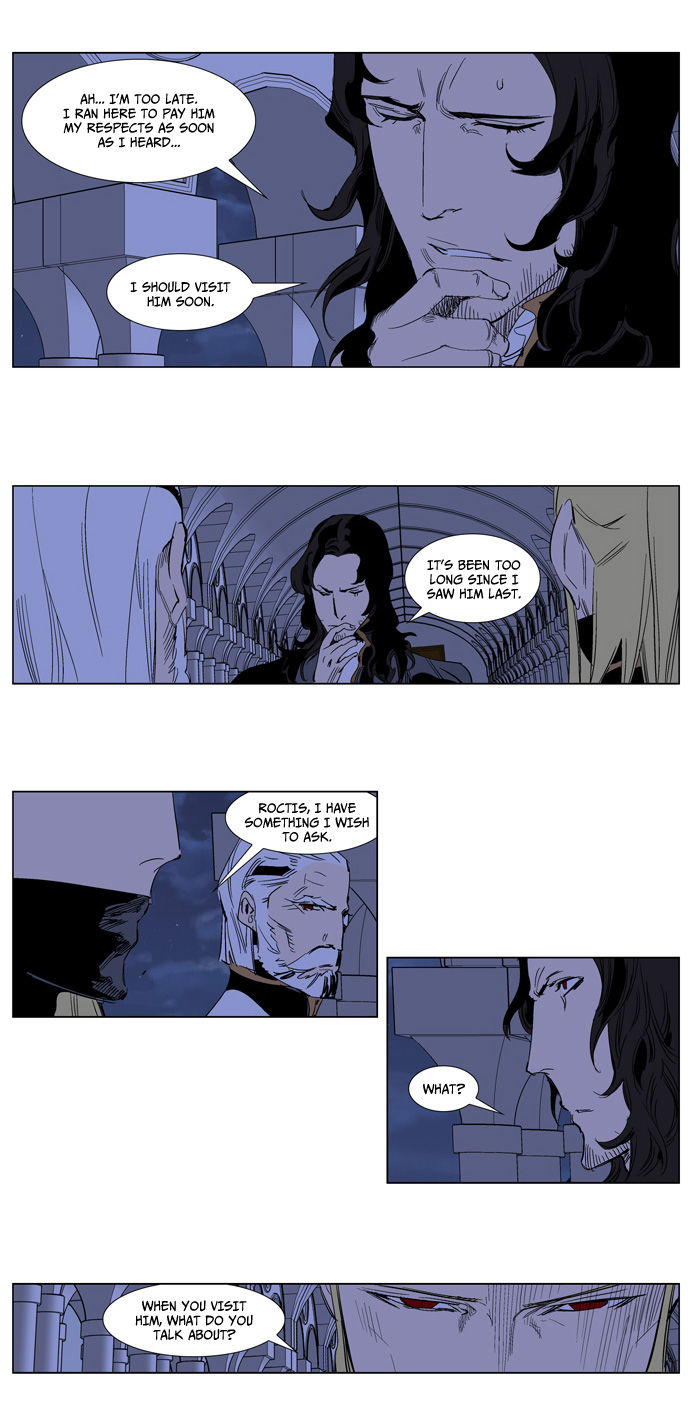 AH... I'M TOO LATE.
I RAN HERE TO PAY HIM
MY RESPECTS AS SOON
AS I HEARD...
I SHOULD VISIT
HIM SOON.
IT'S BEEN TOO
LONG SINCE I
SAW HIM LAST.
ROCTIS, I HAVE
SOMETHING I WISH
TO ASK.
WHAT?
WHEN YOU VISIT
HIM, WHAT DO YOU
TALK ABOUT?